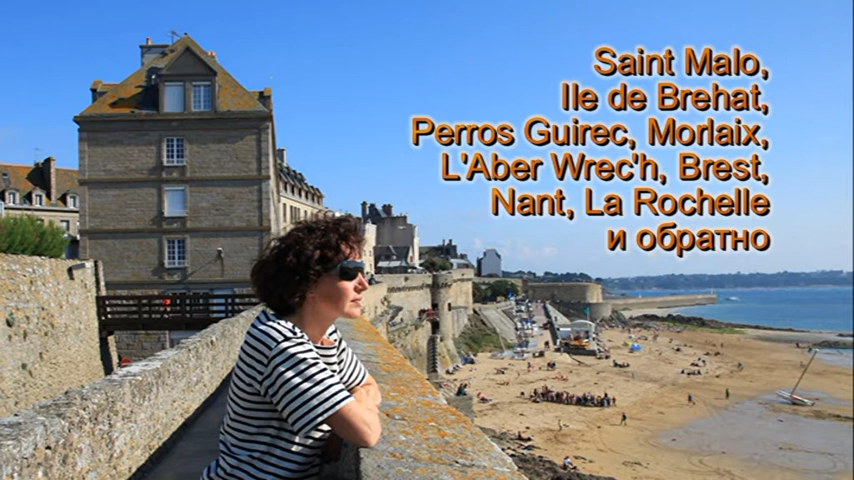 Saint Malo,
Ile de Brehat,
Perros Guirec, Morlaix,
L'Aber Wrec'h, Brest,
Nant, La Rochelle
и обратно